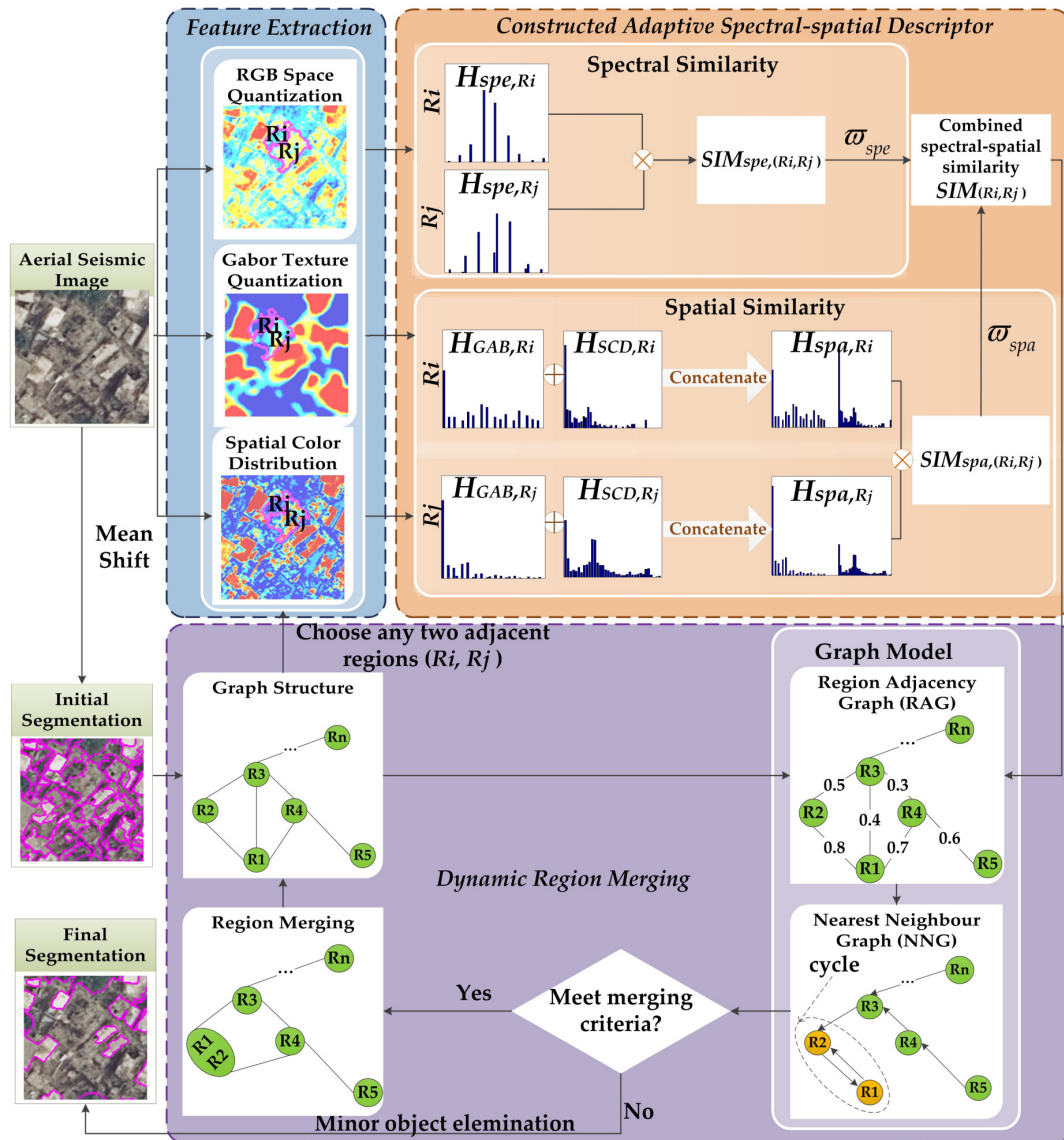 Feature Extraction
Constructed Adaptive Spectral-spatial Descriptor
RGB Space
Quantization
Ri
Rj
Spectral Similarity
Ri
Hspe,Ri
Rj
Hspe,Rj
SIMspe,(Ri,Rj)
ϖspe
Combined
spectral-spatial
similarity
SIM(Ri,Rj)
Aerial Seismic
Image
Gabor Texture
Quantization
Ri
Rj
Spatial Similarity
Ri
HGAB,Ri
HSCD,Ri
Concatenate
Hspa,Ri
ϖspa
Spatial Color
Distribution
Ri
Rj
Rj
HGAB,Rj
HSCD,Rj
Concatenate
Hspa,Rj
SIMspa,(Ri,Rj)
Mean
Shift
Choose any two adjacent
regions (Ri, Rj )
Initial
Segmentation
Graph Structure
...
Rn
R3
R2
R4
R1
R5
Graph Model
Region Adjacency
Graph (RAG)
...
Rn
R3
0.5
0.3
R2
R4
0.4
0.8
0.7
0.6
R1
R5
Dynamic Region Merging
Final
Segmentation
Region Merging
...
Rn
R3
R1
R2
R4
R5
Yes
Meet merging
criteria?
No
Minor object elemination
Nearest Neighbour
Graph (NNG)
cycle
...
Rn
R3
R2
R4
R1
R5